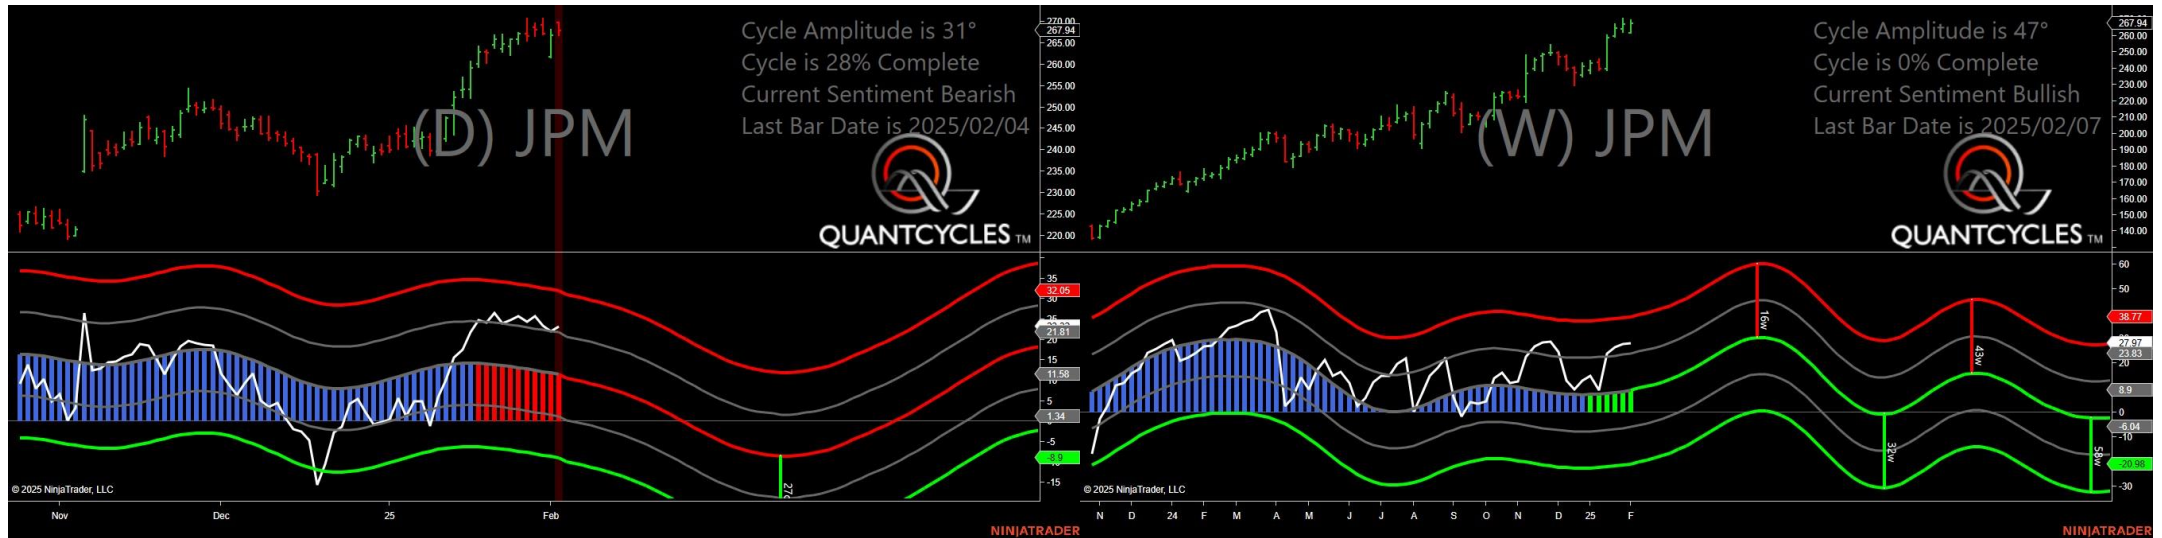 Cycle Amplitude is 31°
Cycle is 28% Complete
Current Sentiment Bearish
Last Bar Date is 2025/02/04
(D) JPM
QUANTCYCLES TM
270.00
267.94
265.00
260.00
255.00
250.00
245.00
240.00
235.00
230.00
225.00
220.00
35
32.05
30
25
21.81
20
15
11.58
10
5
1.34
-5
-8.9
-15
© 2025 NinjaTrader, LLC
Nov
Dec
25
Feb
NINJATRADER
Cycle Amplitude is 47°
Cycle is 0% Complete
Current Sentiment Bullish
Last Bar Date is 2025/02/07
(W) JPM
QUANTCYCLES TM
267.94
260.00
250.00
240.00
230.00
220.00
210.00
200.00
190.00
180.00
170.00
160.00
150.00
140.00
60
50
38.77
27.97
23.83
20
8.9
0
-6.04
-10
-20.98
-30
16w
43w
32w
58w
© 2025 NinjaTrader, LLC
N D 24 F M A M J J A S O N D 25 F
NINJATRADER